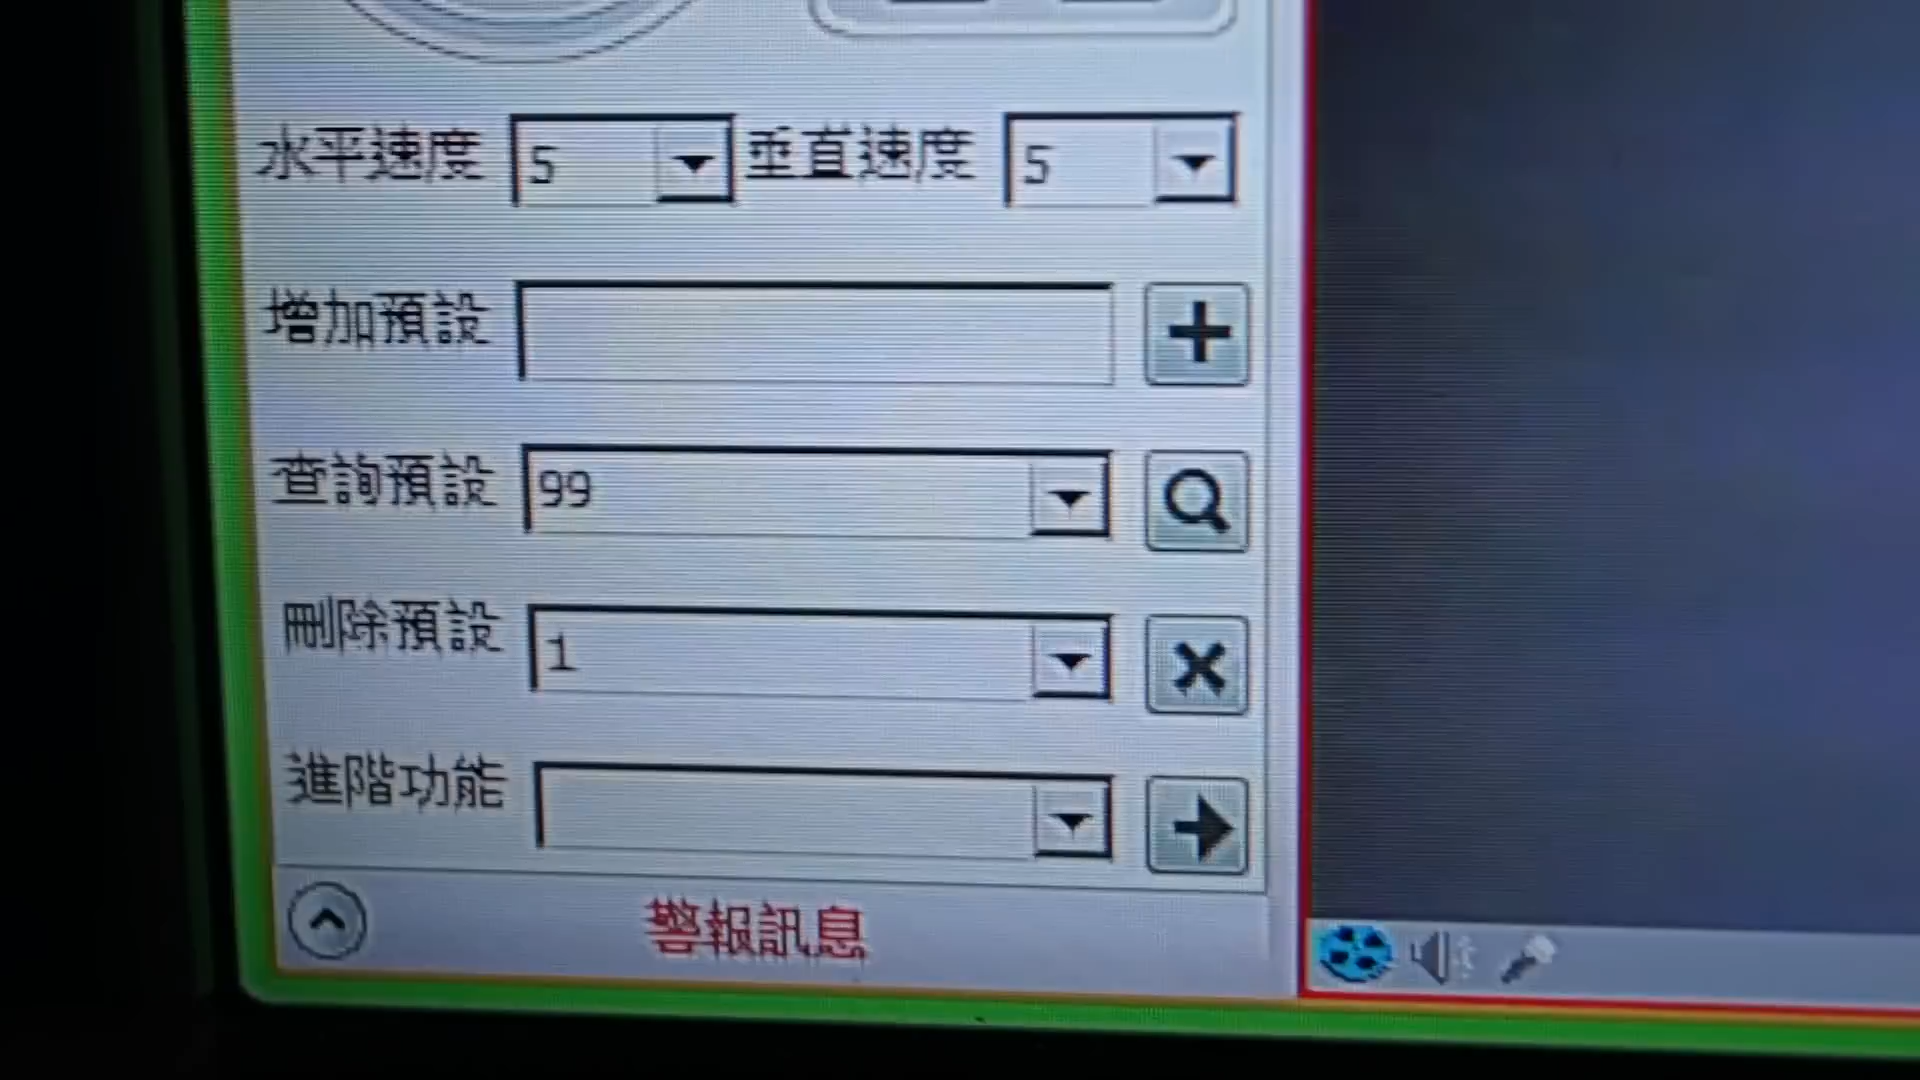 水平速度 5 垂直速度 5
增加預設
查詢預設 99
刪除預設 1
進階功能
警報訊息